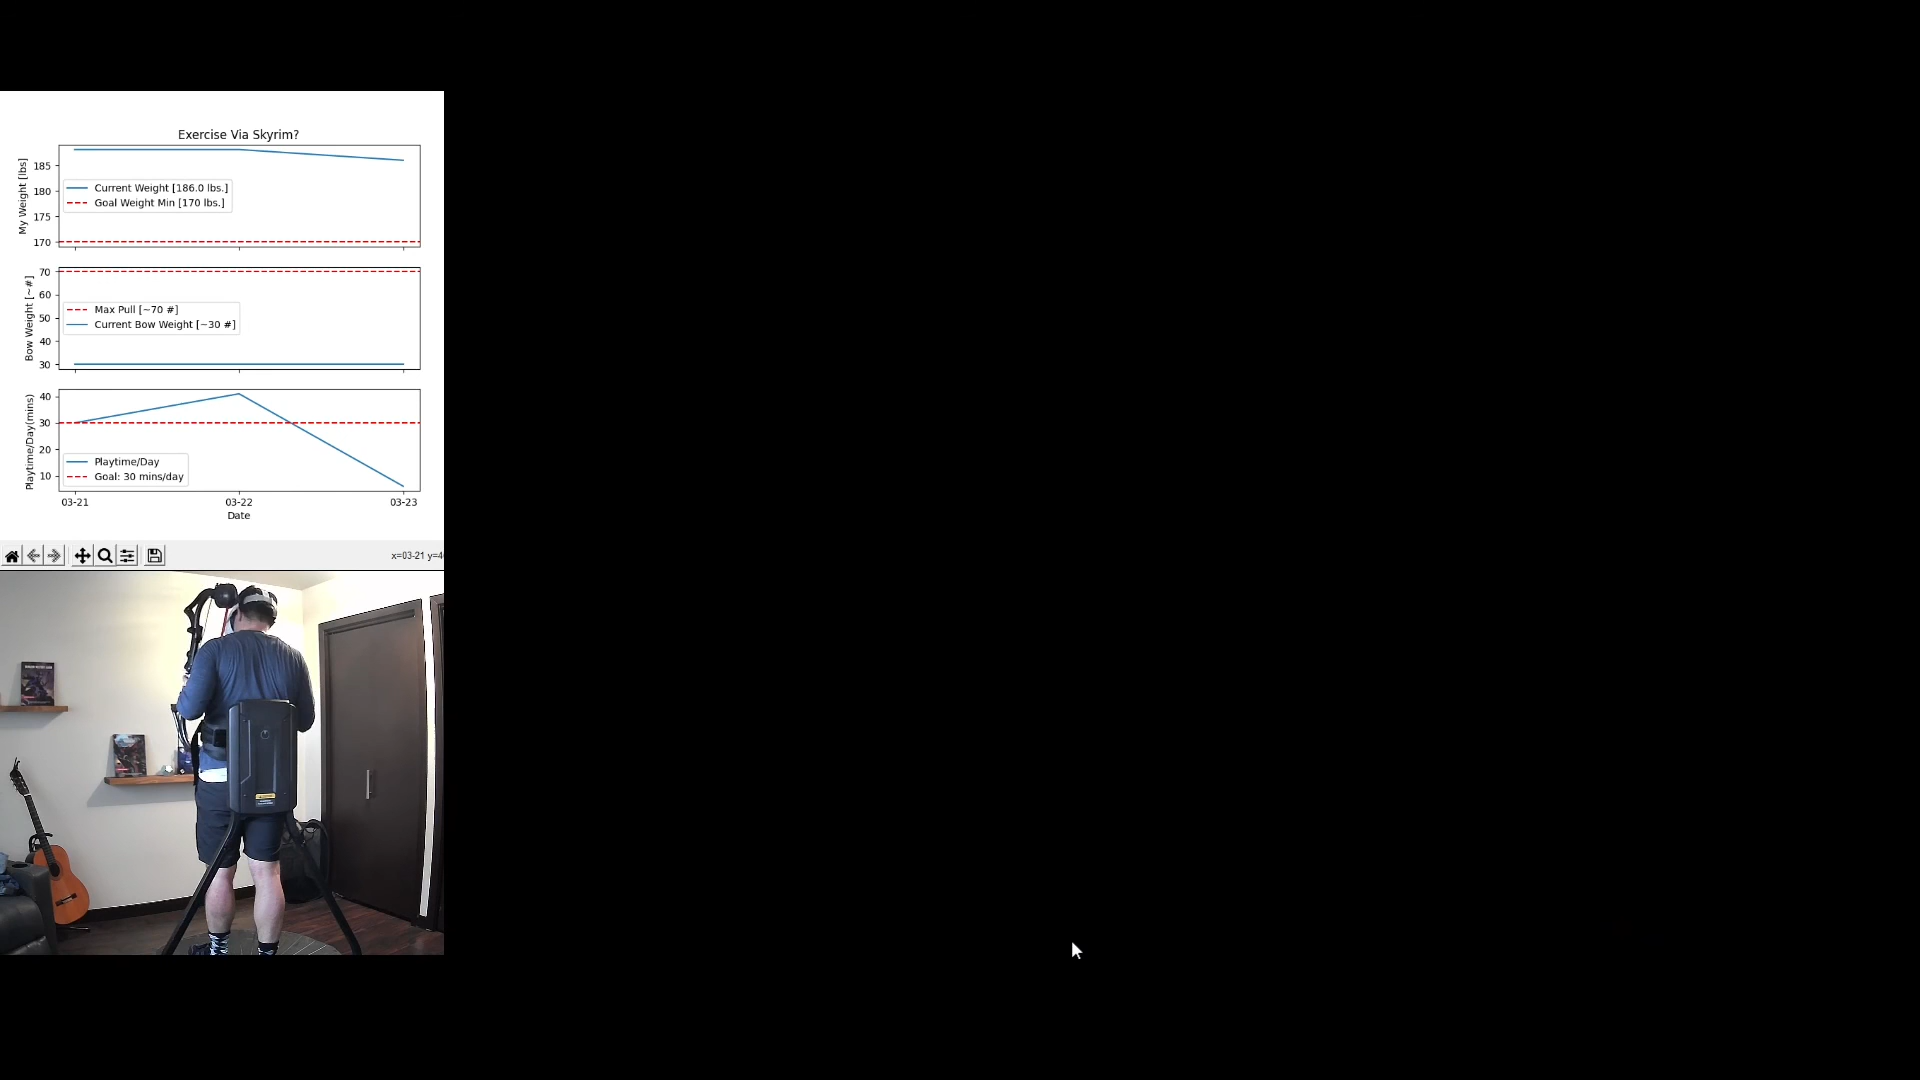 Exercise Via Skyrim?
My Weight [lbs]
185
180
175
170
Current Weight [186.0 lbs.]
Goal Weight Min [170 lbs.]
Bow Weight [~#]
70
60
50
40
30
Max Pull [~70 #]
Current Bow Weight [~30 #]
Playtime/Day(mins)
40
30
20
10
Playtime/Day
Goal: 30 mins/day
03-21 03-22 03-23
Date
x=03-21 y=4